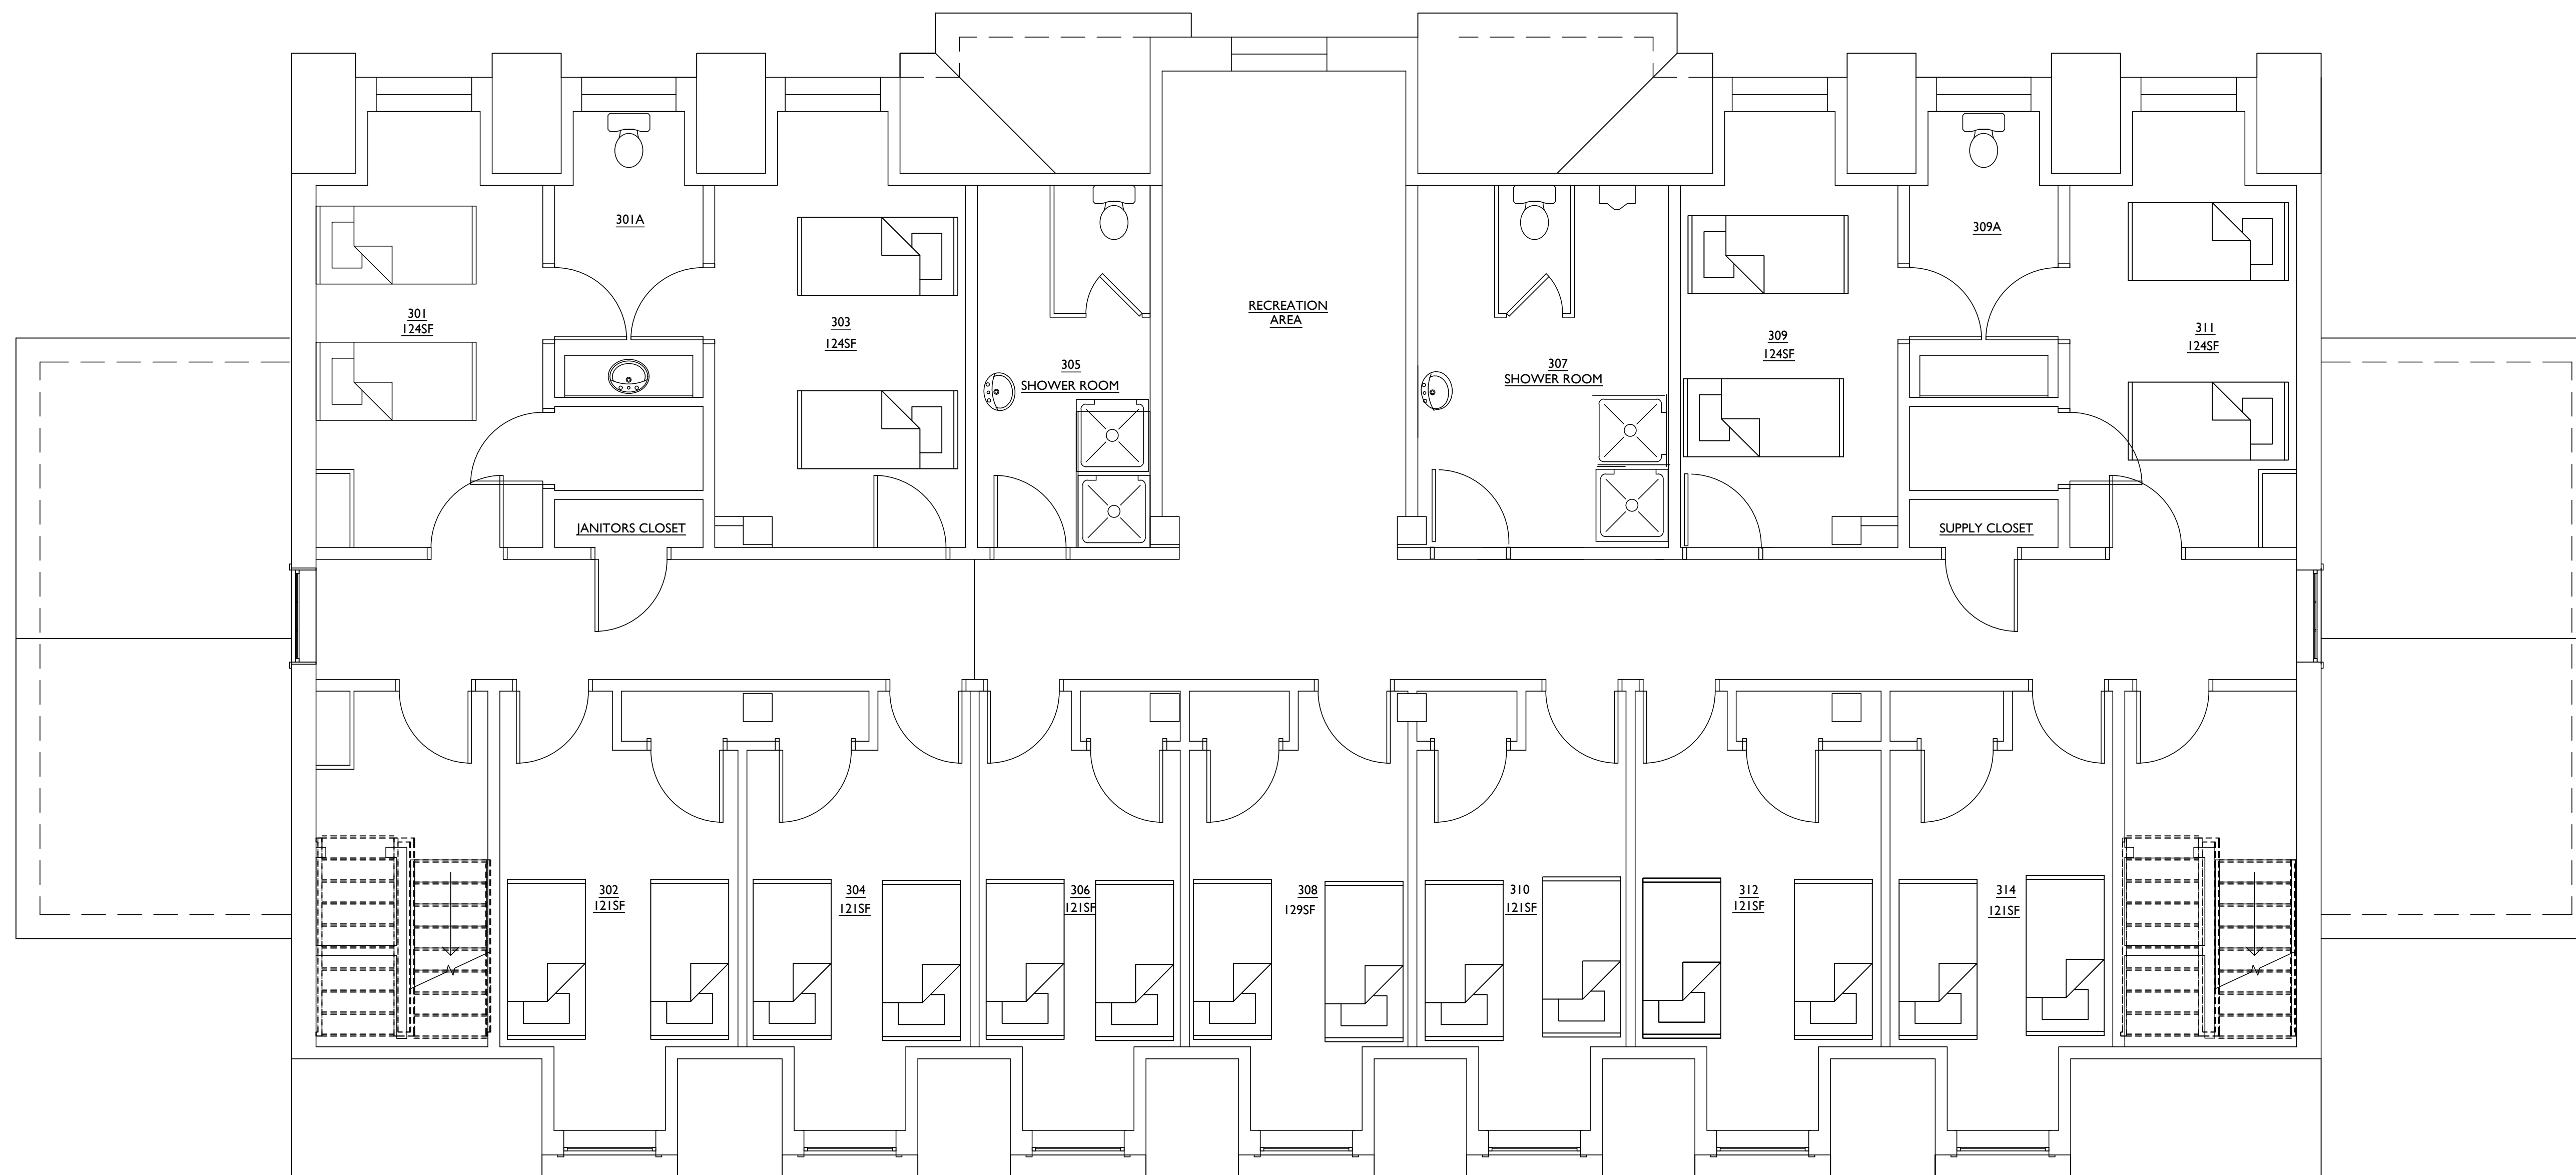 301A
309A
RECREATION
AREA
301
124SF
303
124SF
305
SHOWER ROOM
307
SHOWER ROOM
309
124SF
311
124SF
JANITORS CLOSET
SUPPLY CLOSET
302
121SF
304
121SF
306
121SF
308
129SF
310
121SF
312
121SF
314
121SF